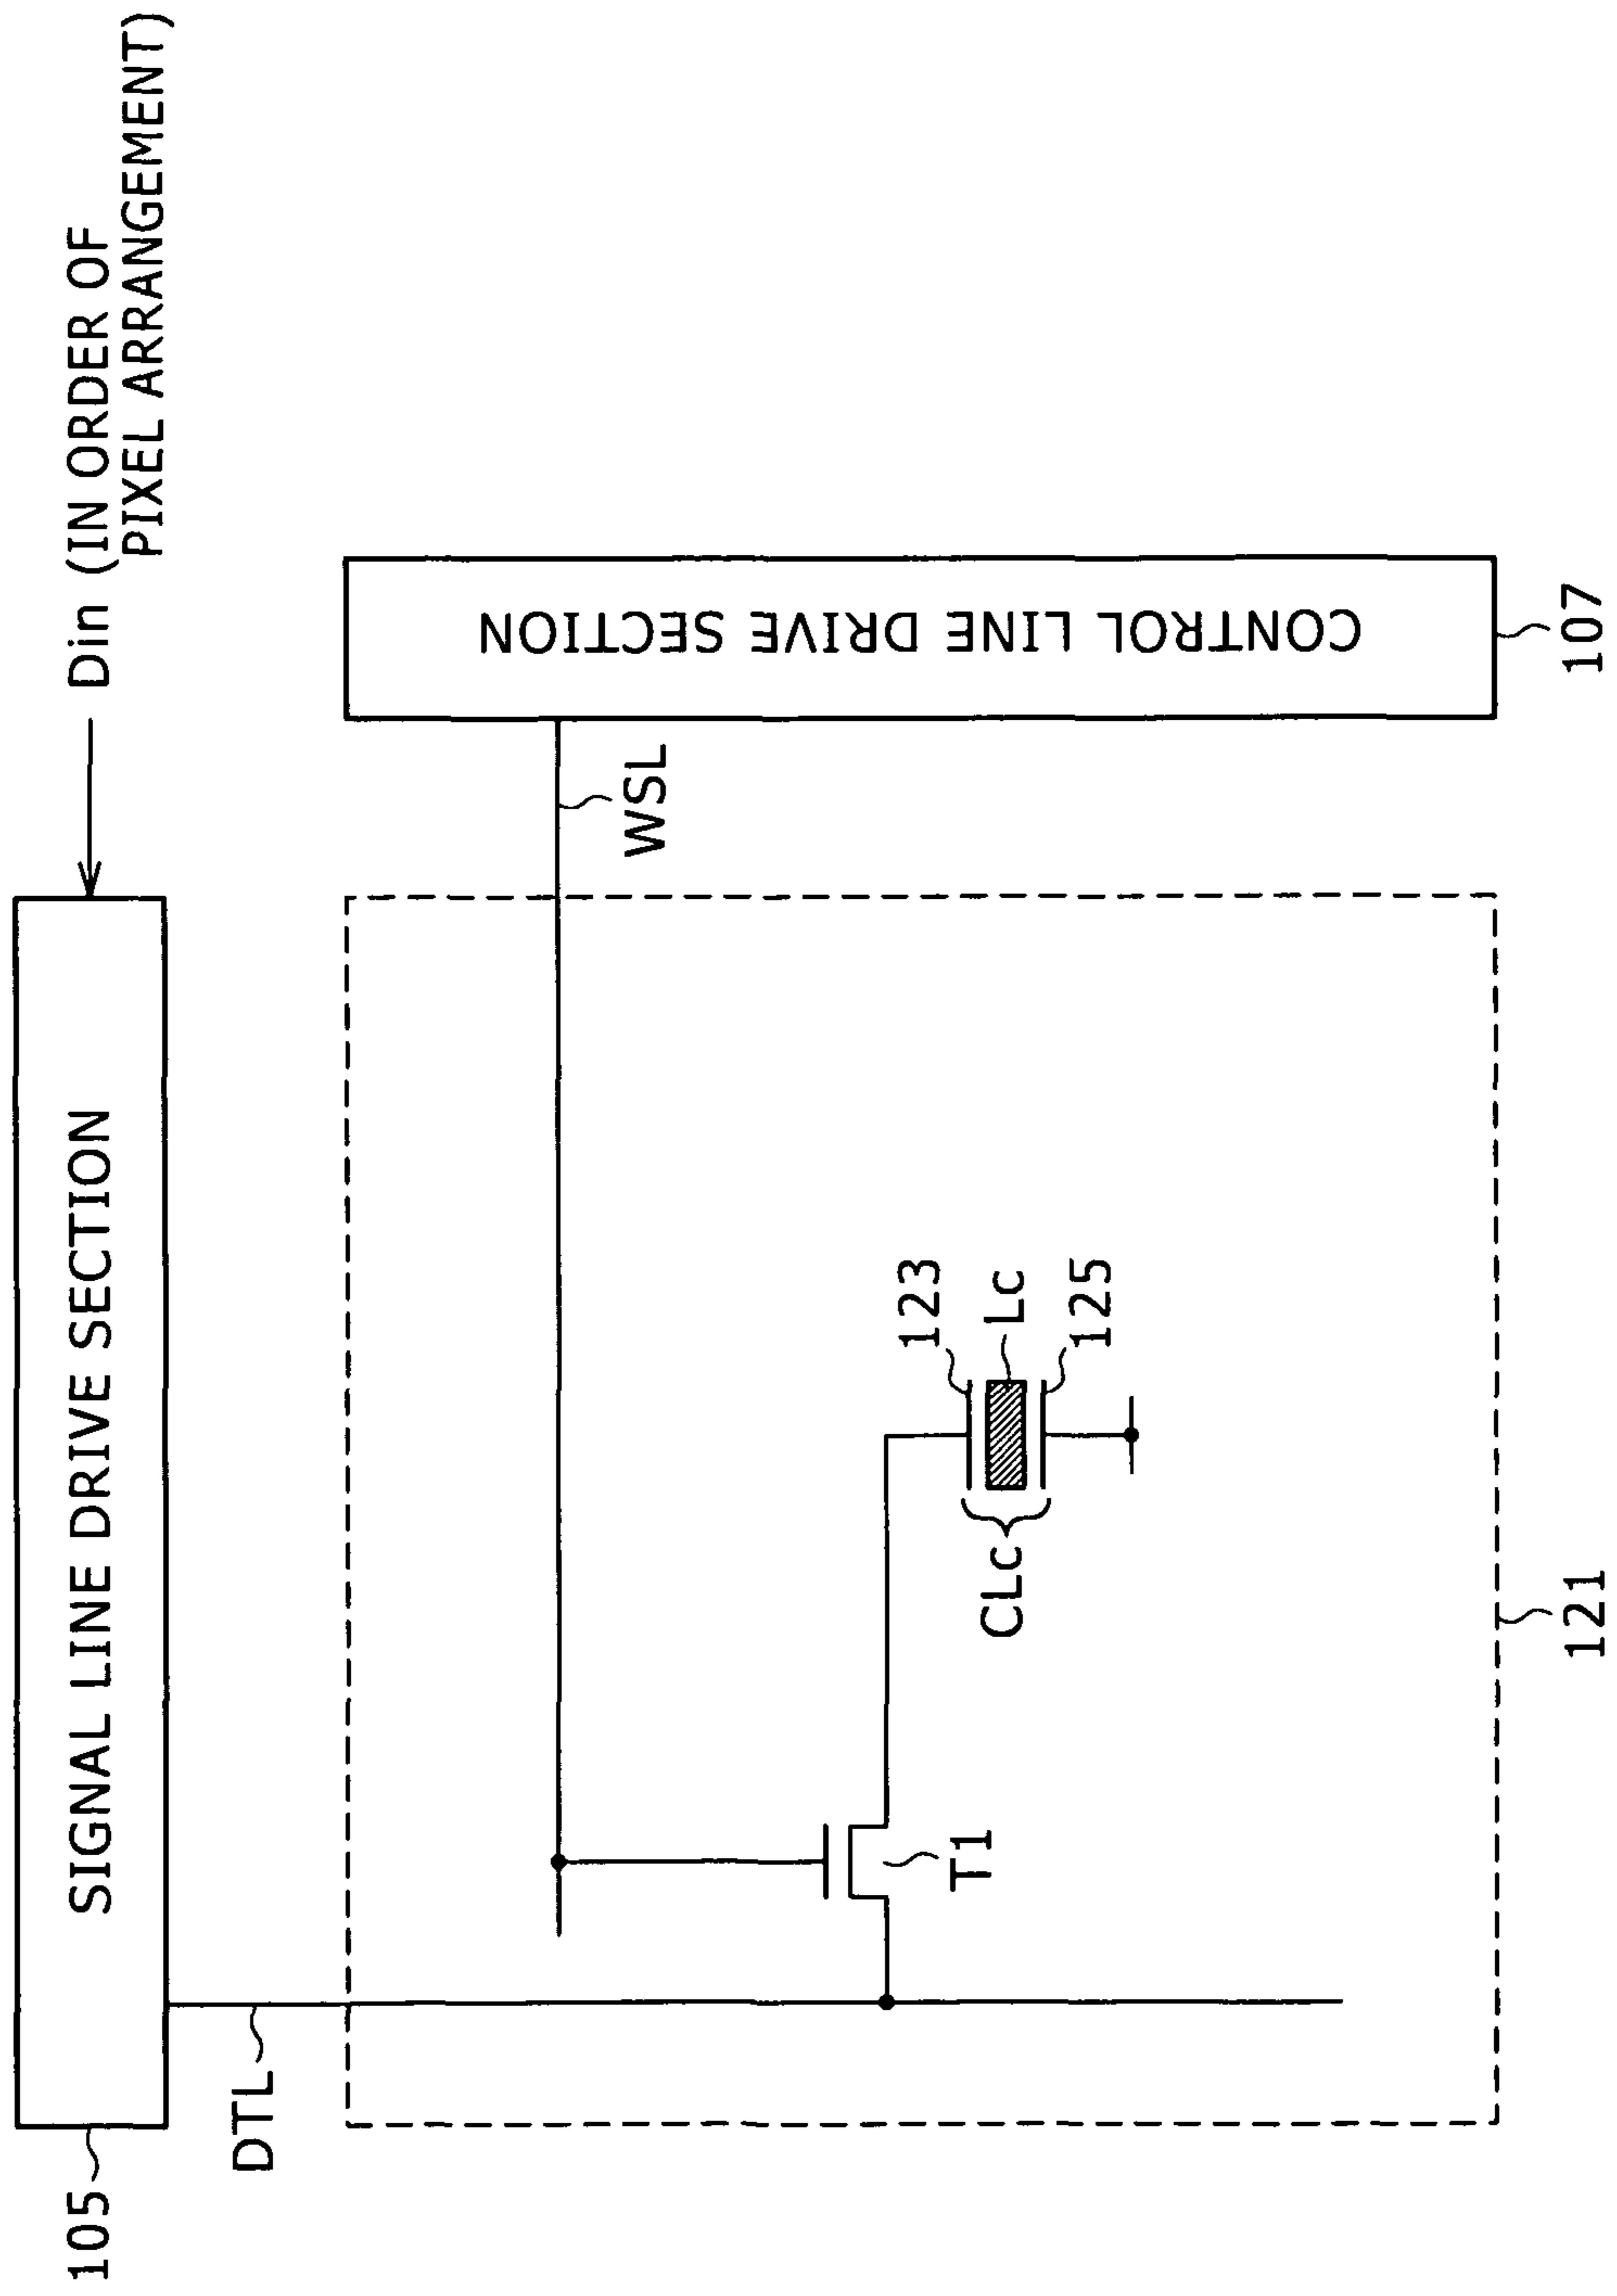 105
SIGNAL LINE DRIVE SECTION
Din (IN ORDER OF
PIXEL ARRANGEMENT)
DTL
WSL
CONTROL LINE DRIVE SECTION
107
T1
CLc
123
Lc
125
121